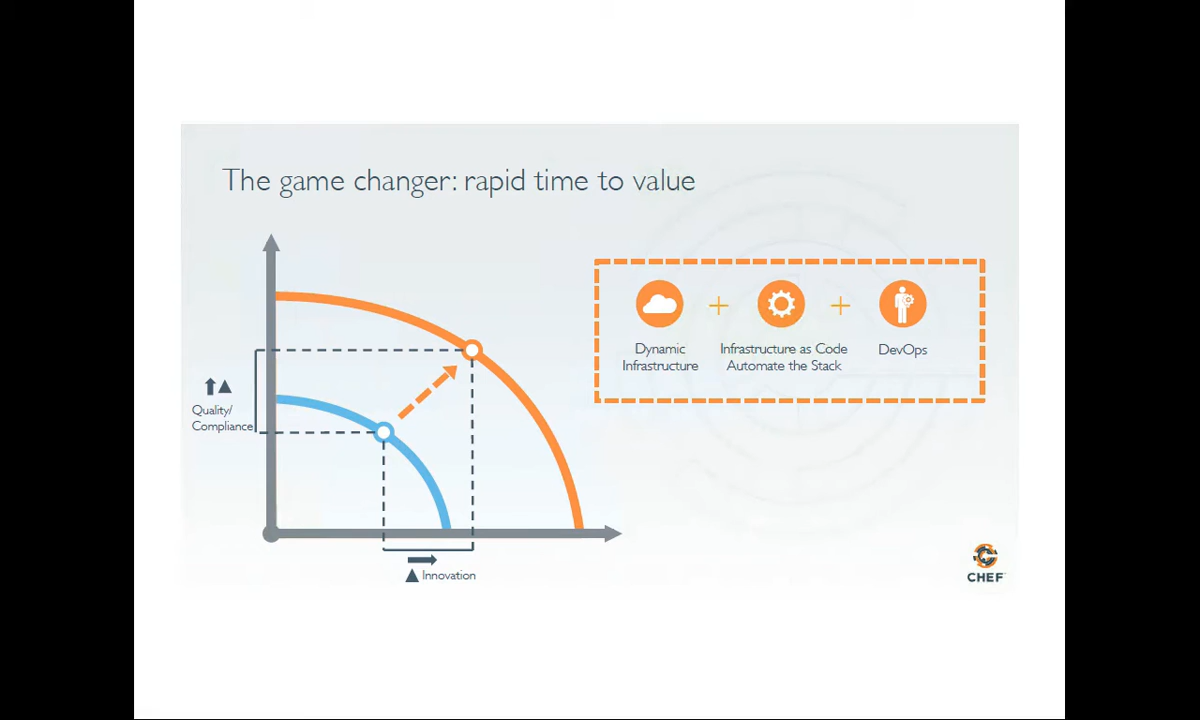 The game changer: rapid time to value
Dynamic
Infrastructure
Infrastructure as Code
Automate the Stack
DevOps
Quality/
Compliance
Innovation
CHEF